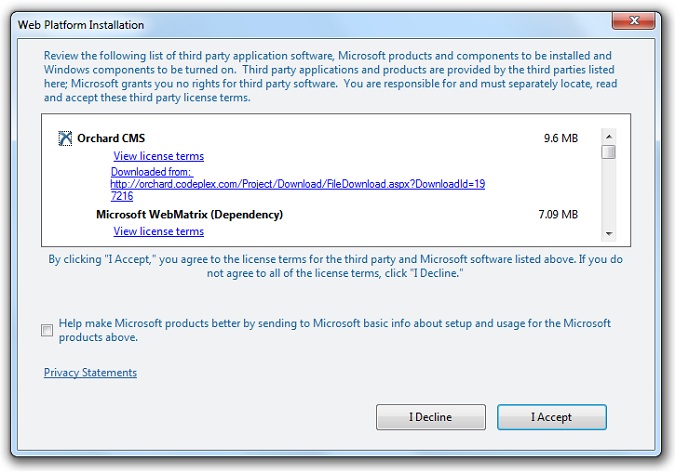 Web Platform Installation
Review the following list of third party application software, Microsoft products and components to be installed and
Windows components to be turned on.  Third party applications and products are provided by the third parties listed
here; Microsoft grants you no rights for third party software.  You are responsible for and must separately locate, read
and accept these third party license terms.
Orchard CMS 9.6 MB
View license terms
Downloaded from:
http://orchard.codeplex.com/Project/Download/FileDownload.aspx?DownloadId=19
7216
Microsoft WebMatrix (Dependency) 7.09 MB
View license terms
By clicking "I Accept," you agree to the license terms for the third party and Microsoft software listed above. If you do
not agree to all of the license terms, click "I Decline."
Help make Microsoft products better by sending to Microsoft basic info about setup and usage for the Microsoft
products above.
Privacy Statements
I Decline I Accept